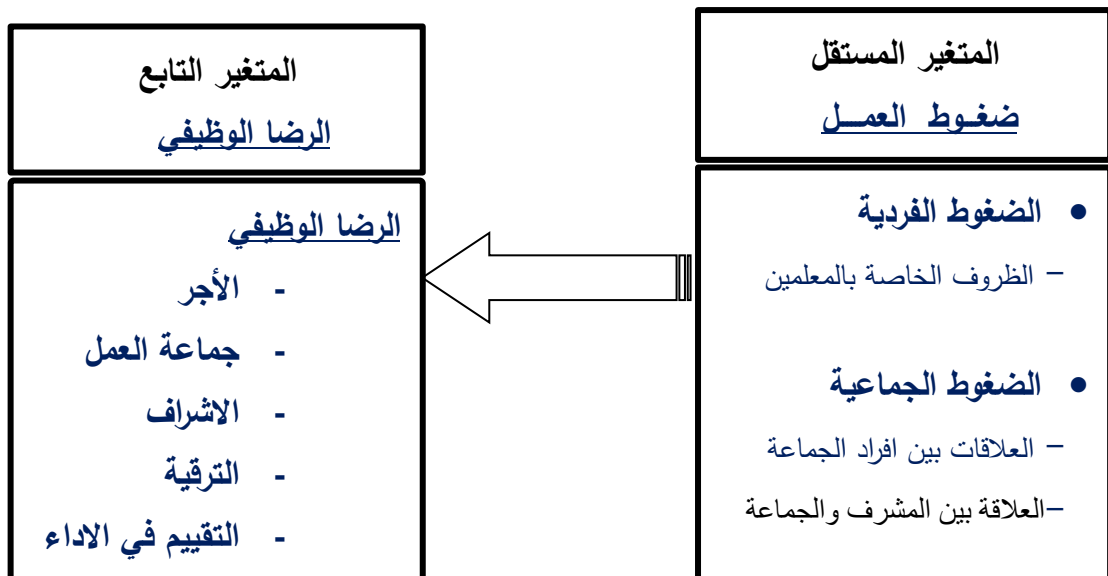 المتغير المستقل
ضغـوط العمـــل
• الضغوط الفردية
– الظروف الخاصة بالمعلمين
• الضغوط الجماعية
– العلاقات بين افراد الجماعة
–العلاقة بين المشرف والجماعة
المتغير التابع
الرضا الوظيفي
الرضا الوظيفي
- الأجر
- جماعة العمل
- الاشراف
- الترقية
- التقييم في الاداء